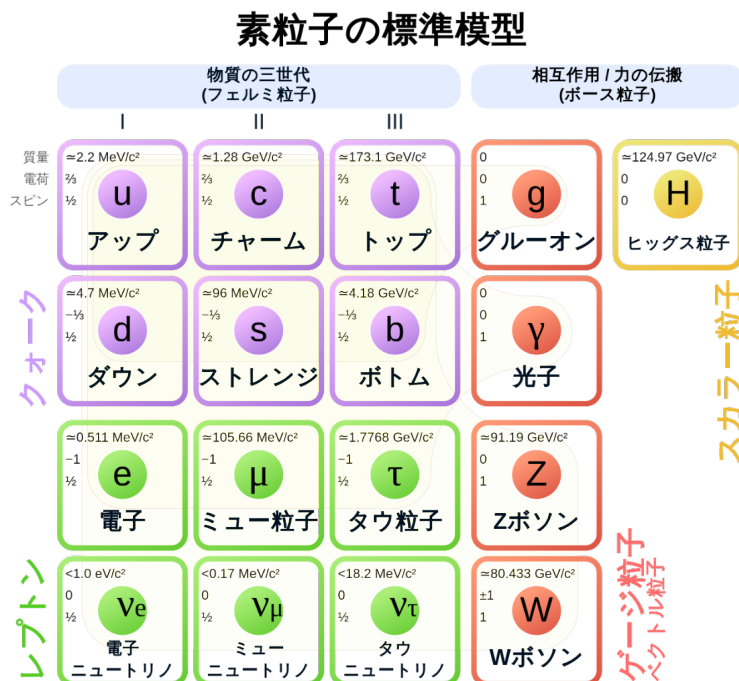 素粒子の標準模型
物質の三世代
(フェルミ粒子)
相互作用 / 力の伝搬
(ボース粒子)
I
II
III
質量
電荷
スピン
≃2.2 MeV/c²
⅔
½
u
アップ
≃1.28 GeV/c²
⅔
½
c
チャーム
≃173.1 GeV/c²
⅔
½
t
トップ
0
0
1
g
グルーオン
≃124.97 GeV/c²
0
0
H
ヒッグス粒子
クォーク
≃4.7 MeV/c²
−⅓
½
d
ダウン
≃96 MeV/c²
−⅓
½
s
ストレンジ
≃4.18 GeV/c²
−⅓
½
b
ボトム
0
0
1
γ
光子
スカラー粒子
≃0.511 MeV/c²
−1
½
e
電子
≃105.66 MeV/c²
−1
½
μ
ミュー粒子
≃1.7768 GeV/c²
−1
½
τ
タウ粒子
≃91.19 GeV/c²
0
1
Z
Zボソン
レプトン
<1.0 eV/c²
0
½
νe
電子
ニュートリノ
<0.17 MeV/c²
0
½
νμ
ミュー
ニュートリノ
<18.2 MeV/c²
0
½
ντ
タウ
ニュートリノ
≃80.433 GeV/c²
±1
1
W
Wボソン
ゲージ粒子
ベクトル粒子